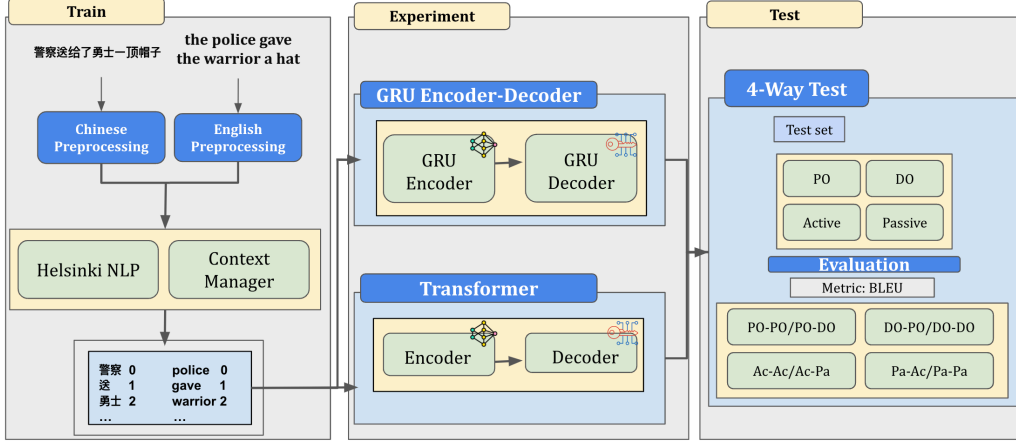 Train
警察送给了勇士一顶帽子
the police gave
the warrior a hat
Chinese
Preprocessing
English
Preprocessing
Helsinki NLP
Context
Manager
警察 0 police 0
送 1 gave 1
勇士 2 warrior 2
... ...
Experiment
GRU Encoder-Decoder
GRU
Encoder
GRU
Decoder
Transformer
Encoder
Decoder
Test
4-Way Test
Test set
PO
DO
Active
Passive
Evaluation
Metric: BLEU
PO-PO/PO-DO
DO-PO/DO-DO
Ac-Ac/Ac-Pa
Pa-Ac/Pa-Pa